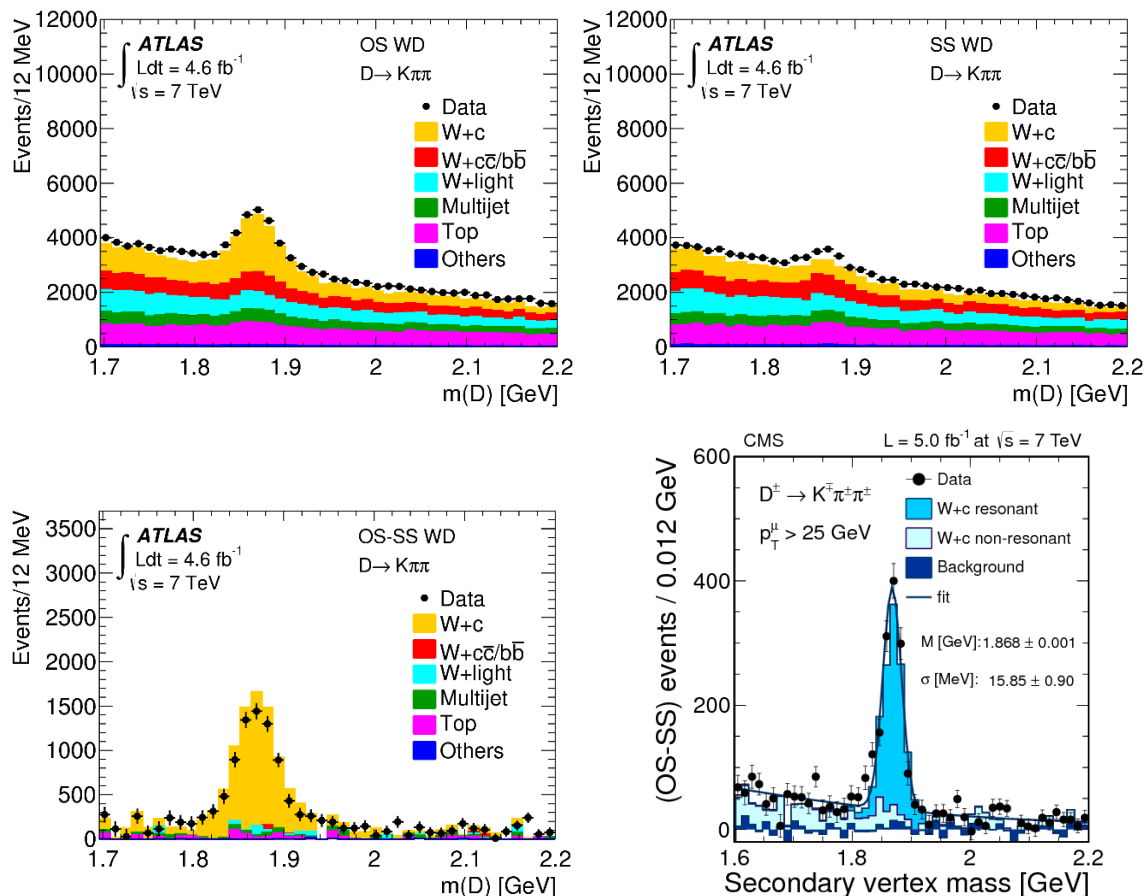 Events/12 MeV
12000
10000
8000
6000
4000
2000
0
ATLAS
∫ Ldt = 4.6 fb-1
√s = 7 TeV
OS WD
D→ Kππ
Data
W+c
W+cc̅/bb̅
W+light
Multijet
Top
Others
1.7 1.8 1.9 2 2.1 2.2
m(D) [GeV]
Events/12 MeV
12000
10000
8000
6000
4000
2000
0
ATLAS
∫ Ldt = 4.6 fb-1
√s = 7 TeV
SS WD
D→ Kππ
Data
W+c
W+cc̅/bb̅
W+light
Multijet
Top
Others
1.7 1.8 1.9 2 2.1 2.2
m(D) [GeV]
Events/12 MeV
3500
3000
2500
2000
1500
1000
500
0
ATLAS
∫ Ldt = 4.6 fb-1
√s = 7 TeV
OS-SS WD
D→ Kππ
Data
W+c
W+cc̅/bb̅
W+light
Multijet
Top
Others
1.7 1.8 1.9 2 2.1 2.2
m(D) [GeV]
CMS L = 5.0 fb-1 at √s = 7 TeV
(OS-SS) events / 0.012 GeV
600
400
200
0
D± → K∓π±π±
pTμ > 25 GeV
Data
W+c resonant
W+c non-resonant
Background
fit
M [GeV]:1.868 ± 0.001
σ [MeV]: 15.85 ± 0.90
1.6 1.8 2 2.2
Secondary vertex mass [GeV]